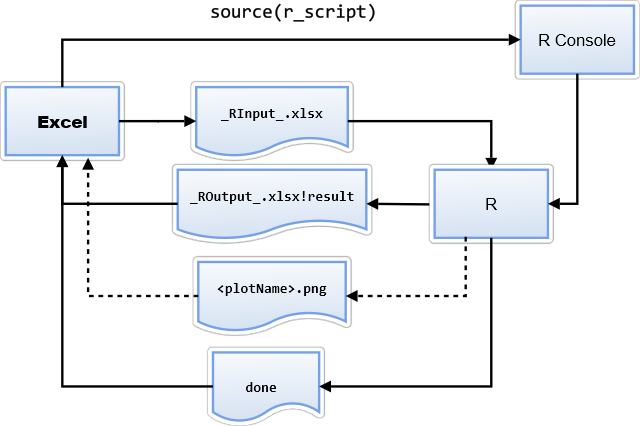 source(r_script)
R Console
Excel
_RInput_.xlsx
_ROutput_.xlsx!result
R
<plotName>.png
done